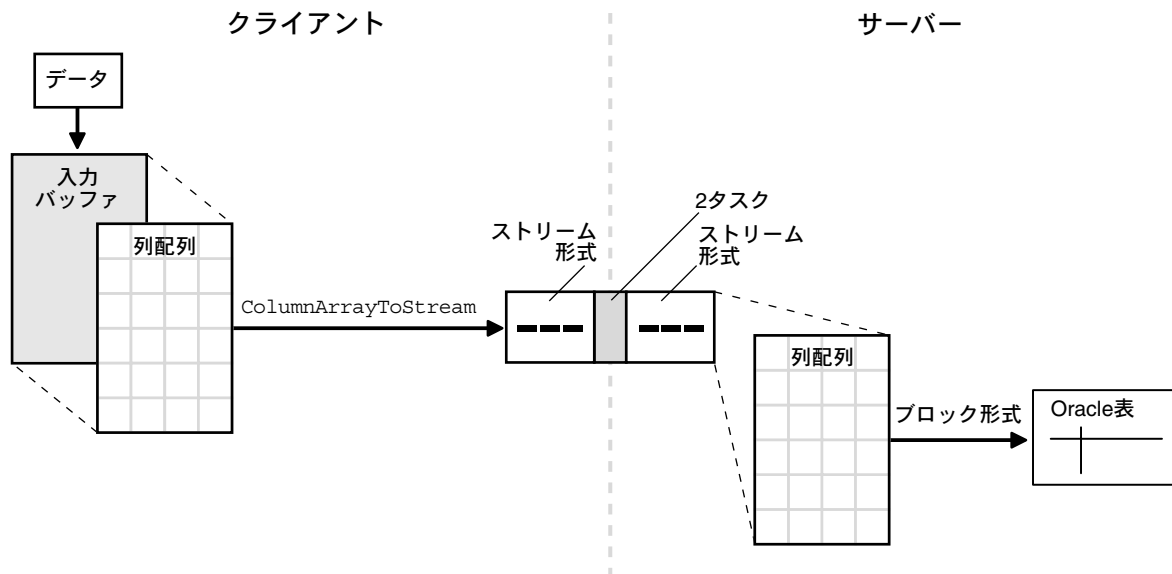 クライアント
サーバー
データ
入力
バッファ
列配列
ColumnArrayToStream
ストリーム
形式
2タスク
ストリーム
形式
列配列
ブロック形式
Oracle表